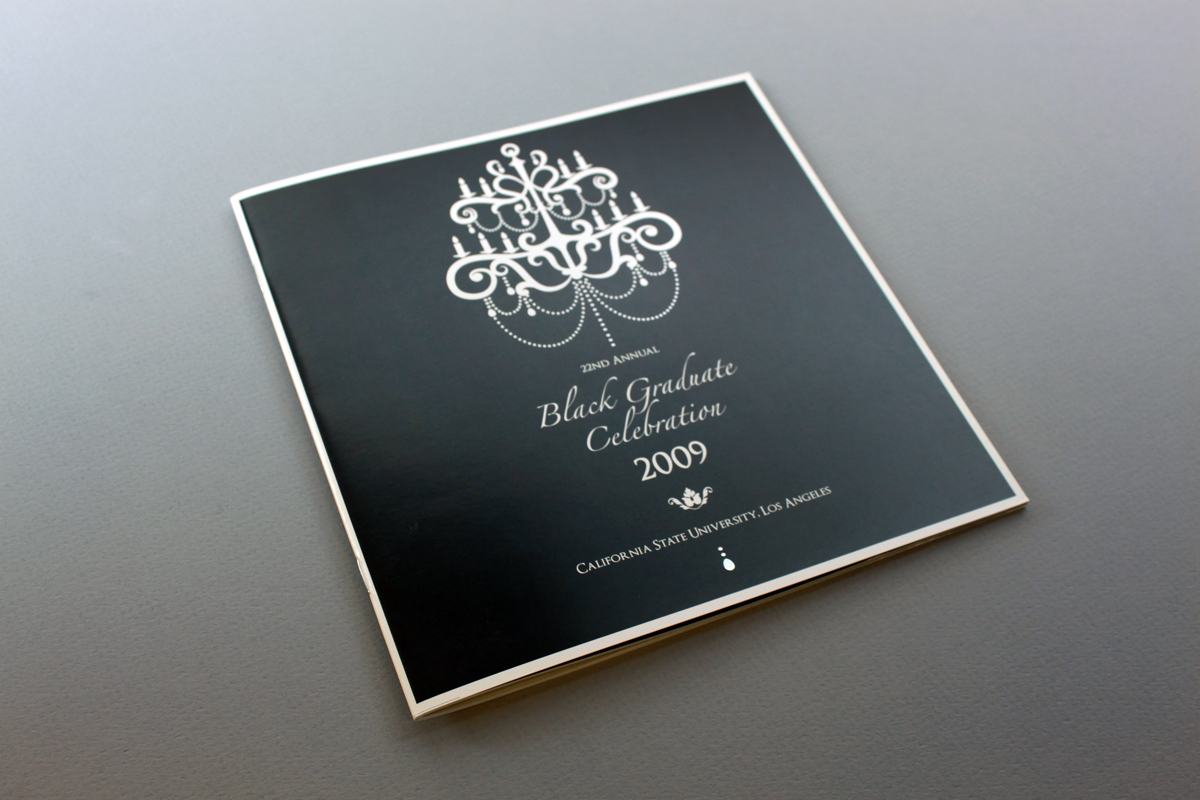 22ND ANNUAL
Black Graduate
Celebration
2009
CALIFORNIA STATE UNIVERSITY, LOS ANGELES